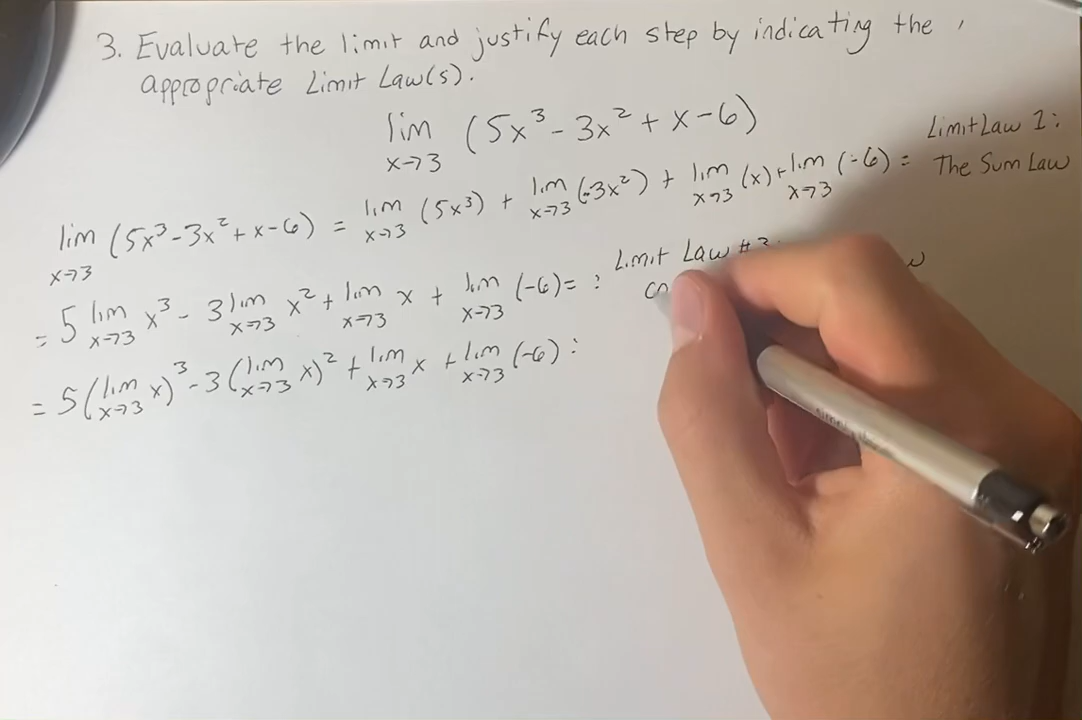 3. Evaluate the limit and justify each step by indicating the
appropriate Limit Law(s).
lim x→3 (5x³ - 3x² + x - 6)
lim x→3 (5x³ - 3x² + x - 6) = lim x→3 (5x³) + lim x→3 (-3x²) + lim x→3 (x) + lim x→3 (-6) = Limit Law 1:
The Sum Law
= 5 lim x→3 x³ - 3 lim x→3 x² + lim x→3 x + lim x→3 (-6) = : Limit Law #3:
= 5(lim x→3 x)³ - 3(lim x→3 x)² + lim x→3 x + lim x→3 (-6) :